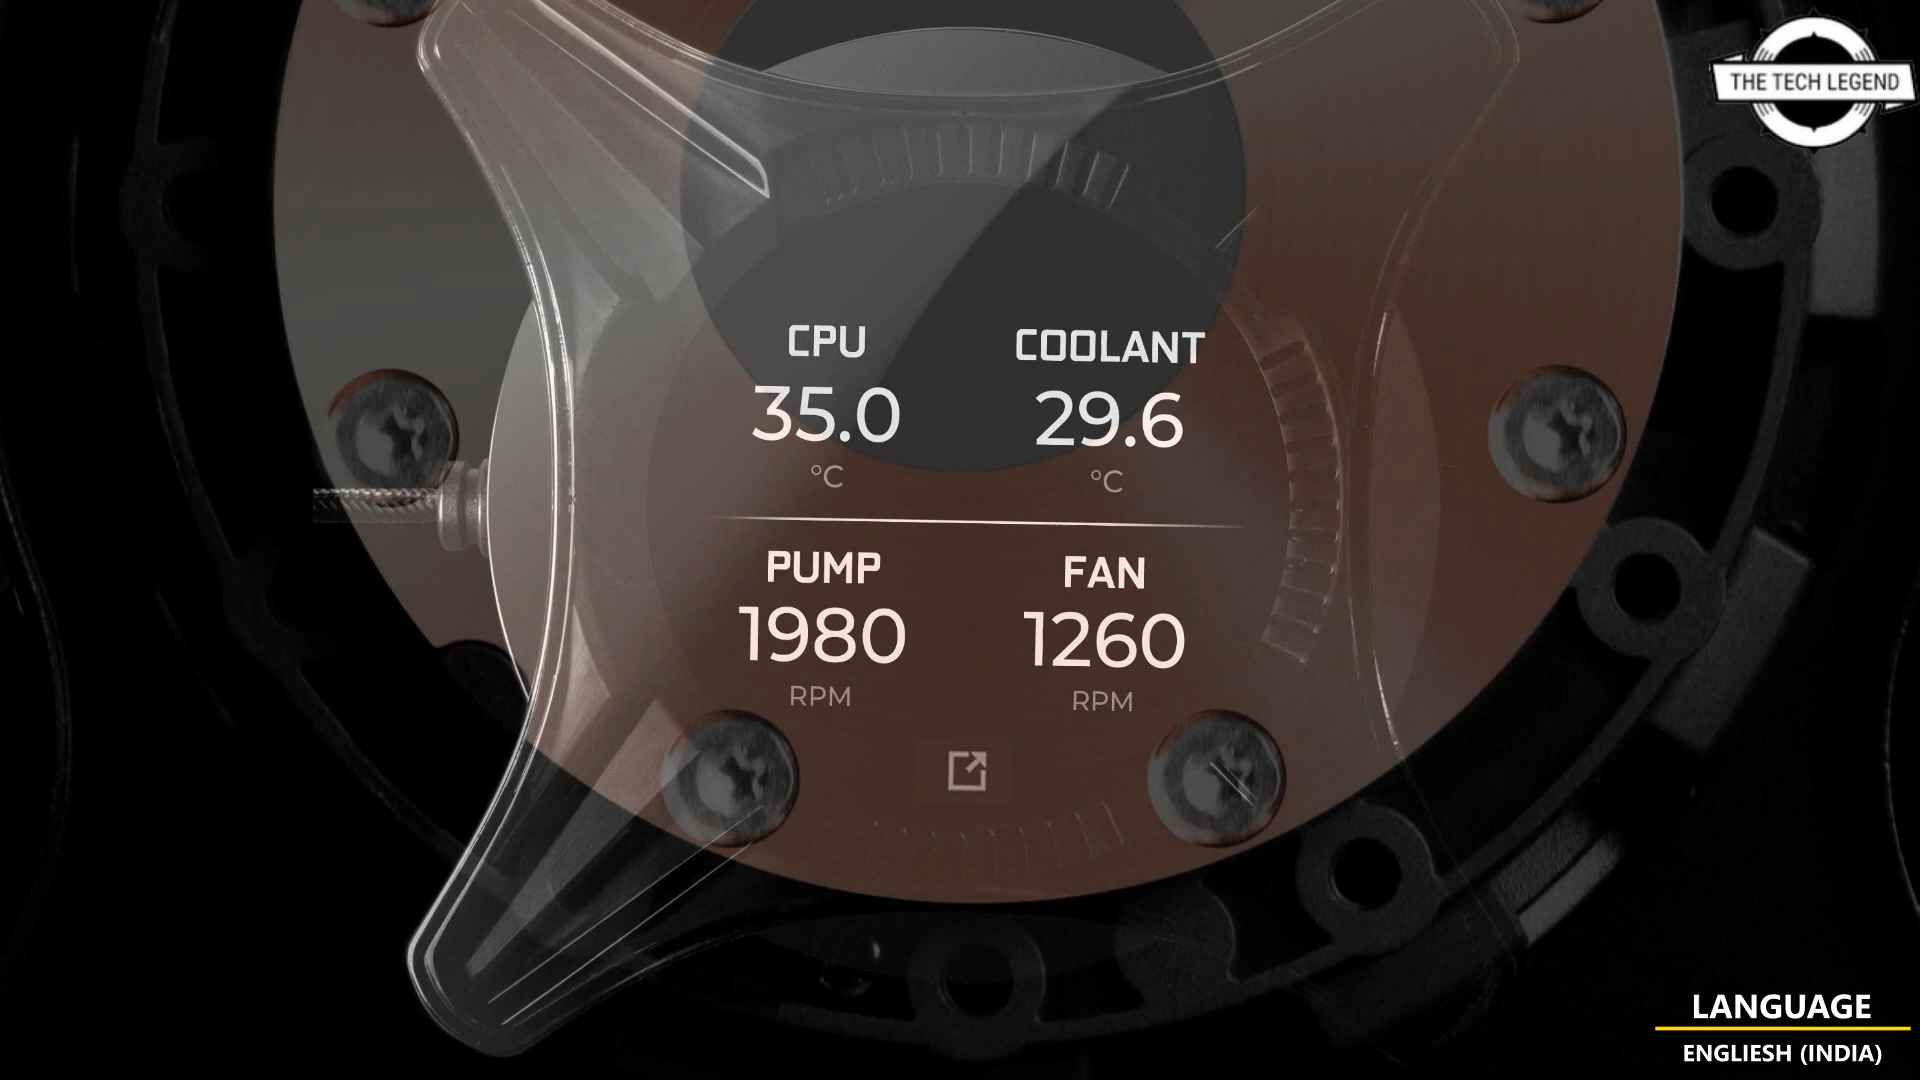 THE TECH LEGEND
CPU
35.0
°C
COOLANT
29.6
°C
PUMP
1980
RPM
FAN
1260
RPM
LANGUAGE
ENGLIESH (INDIA)